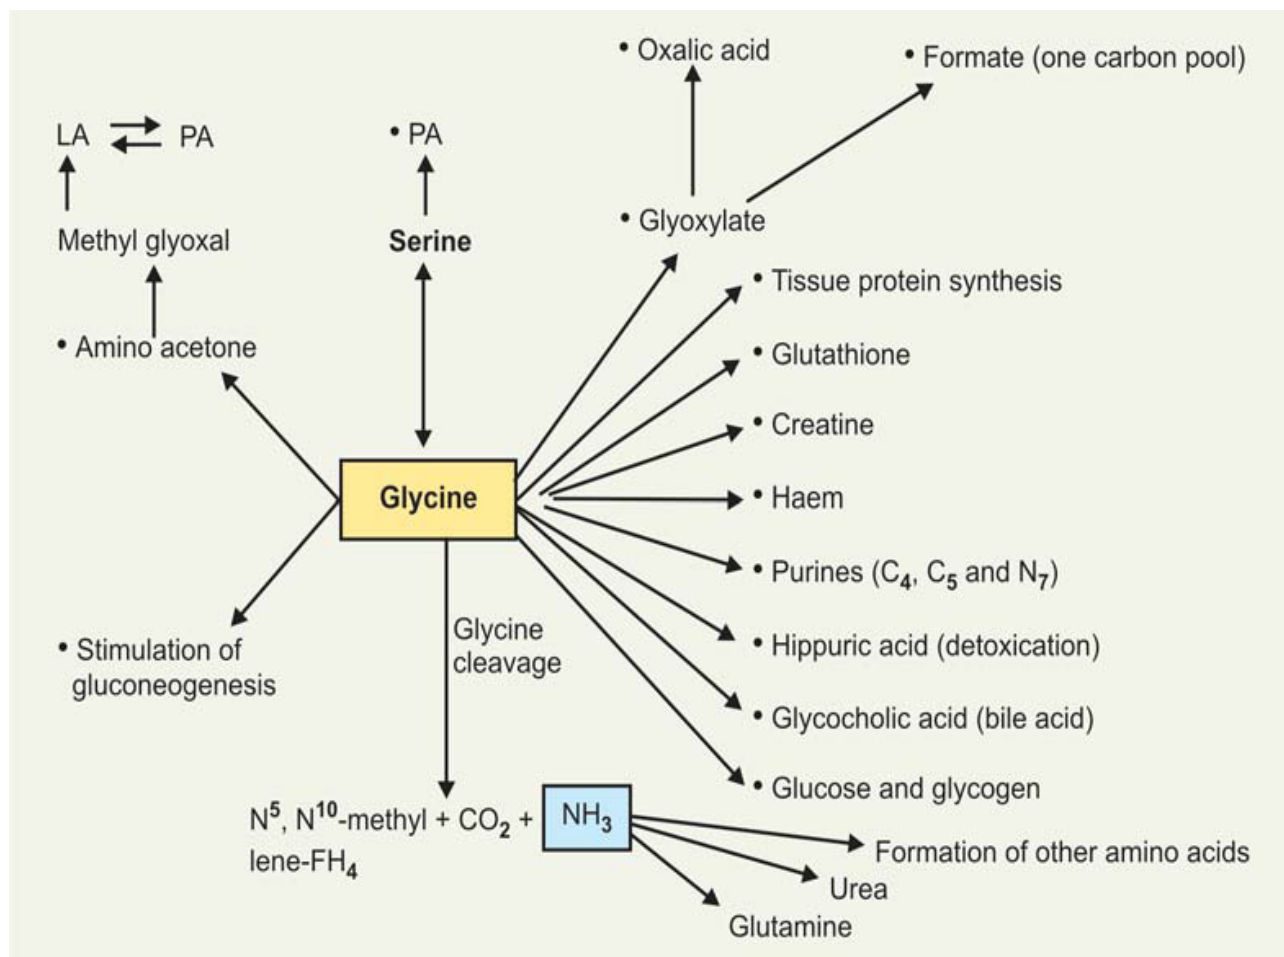 • Oxalic acid
• Formate (one carbon pool)
LA ⇌ PA
• PA
Methyl glyoxal
Serine
• Glyoxylate
• Tissue protein synthesis
• Amino acetone
• Glutathione
• Creatine
Glycine
• Haem
• Purines (C₄, C₅ and N₇)
• Stimulation of
gluconeogenesis
Glycine
cleavage
• Hippuric acid (detoxication)
• Glycocholic acid (bile acid)
• Glucose and glycogen
N⁵, N¹⁰-methyl + CO₂ + NH₃
lene-FH₄
Formation of other amino acids
Urea
Glutamine